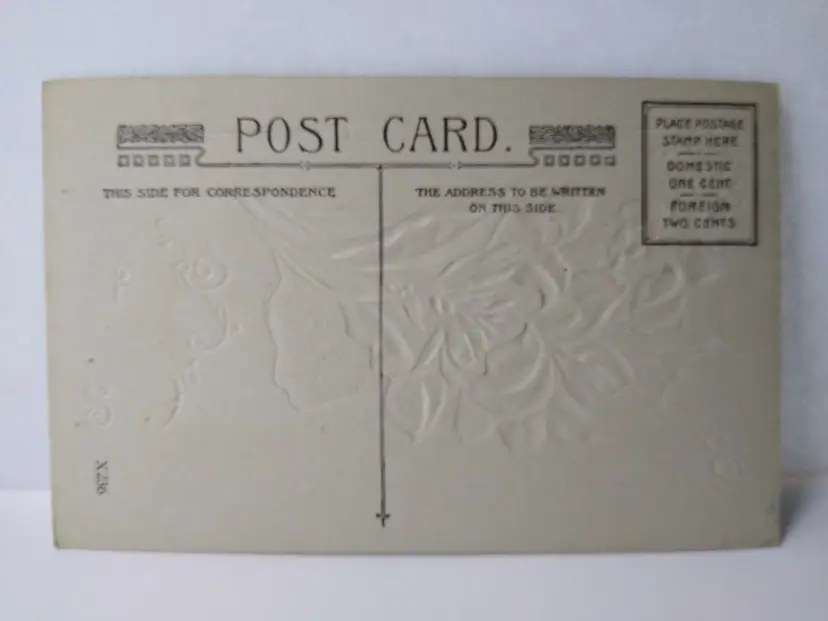 POST CARD.
THIS SIDE FOR CORRESPONDENCE
THE ADDRESS TO BE WRITTEN
ON THIS SIDE
PLACE POSTAGE
STAMP HERE
DOMESTIC
ONE CENT
FOREIGN
TWO CENTS